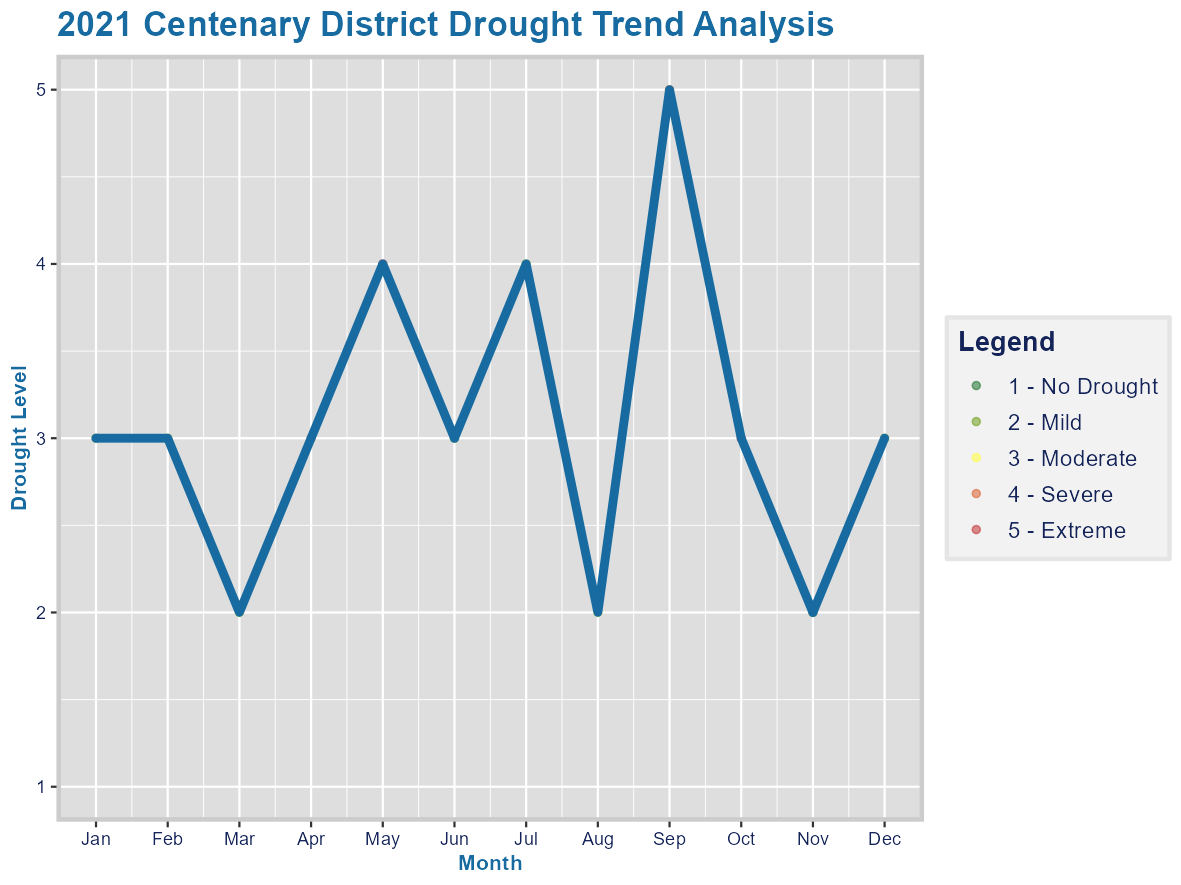 2021 Centenary District Drought Trend Analysis
5
4
3
2
1
Drought Level
Jan Feb Mar Apr May Jun Jul Aug Sep Oct Nov Dec
Month
Legend
1 - No Drought
2 - Mild
3 - Moderate
4 - Severe
5 - Extreme